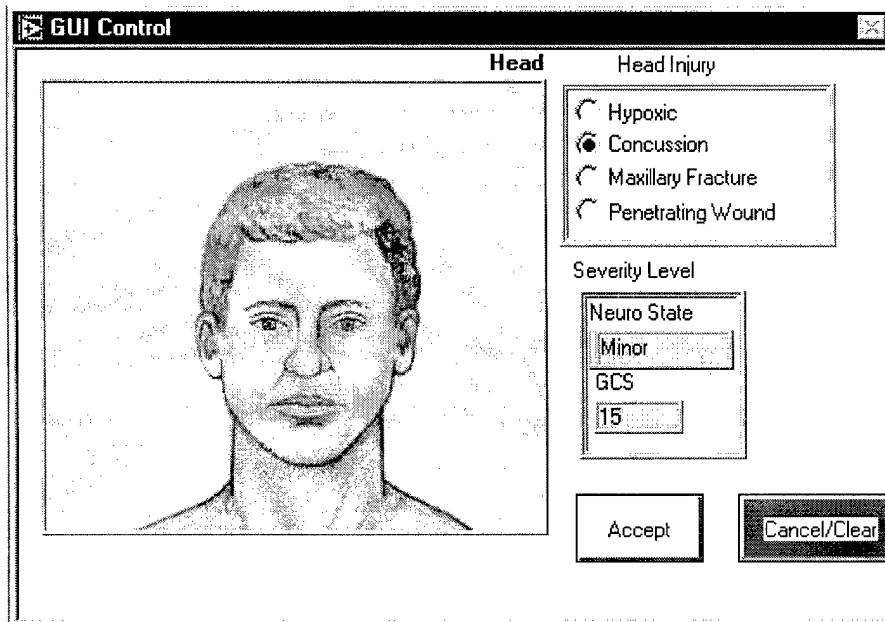 GUI Control
Head
Head Injury
Hypoxic
Concussion
Maxillary Fracture
Penetrating Wound
Severity Level
Neuro State
Minor
GCS
15
Accept
Cancel/Clear